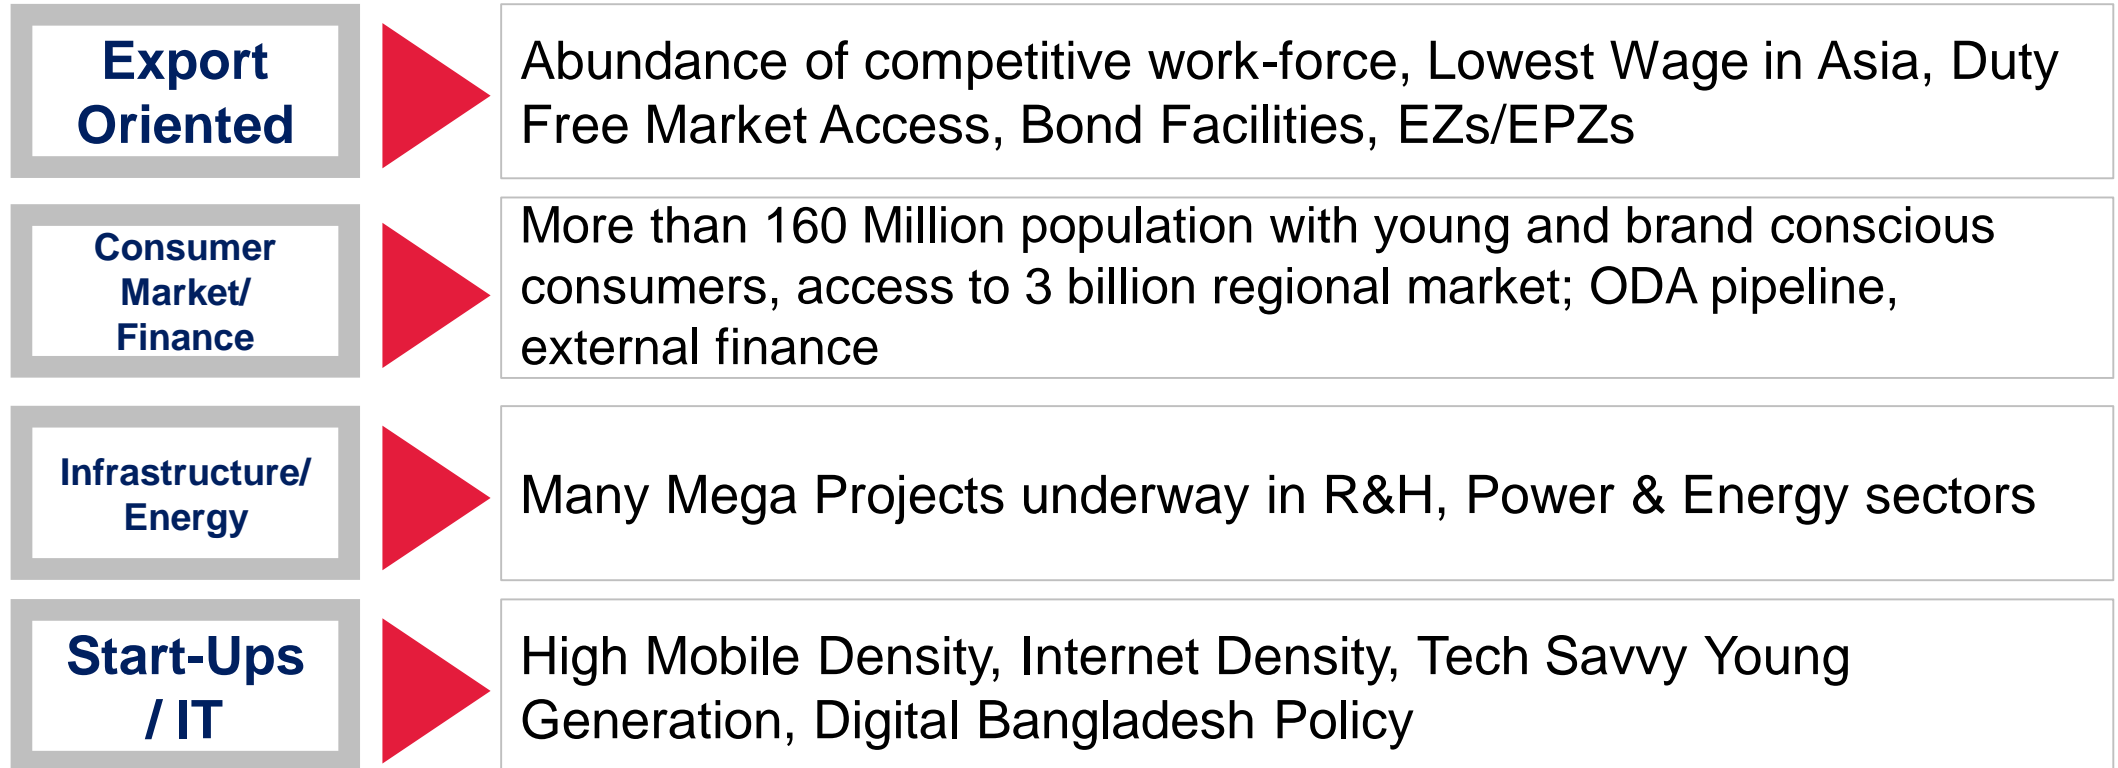 Export
Oriented
Abundance of competitive work-force, Lowest Wage in Asia, Duty
Free Market Access, Bond Facilities, EZs/EPZs
Consumer
Market/
Finance
More than 160 Million population with young and brand conscious
consumers, access to 3 billion regional market; ODA pipeline,
external finance
Infrastructure/
Energy
Many Mega Projects underway in R&H, Power & Energy sectors
Start-Ups
/ IT
High Mobile Density, Internet Density, Tech Savvy Young
Generation, Digital Bangladesh Policy